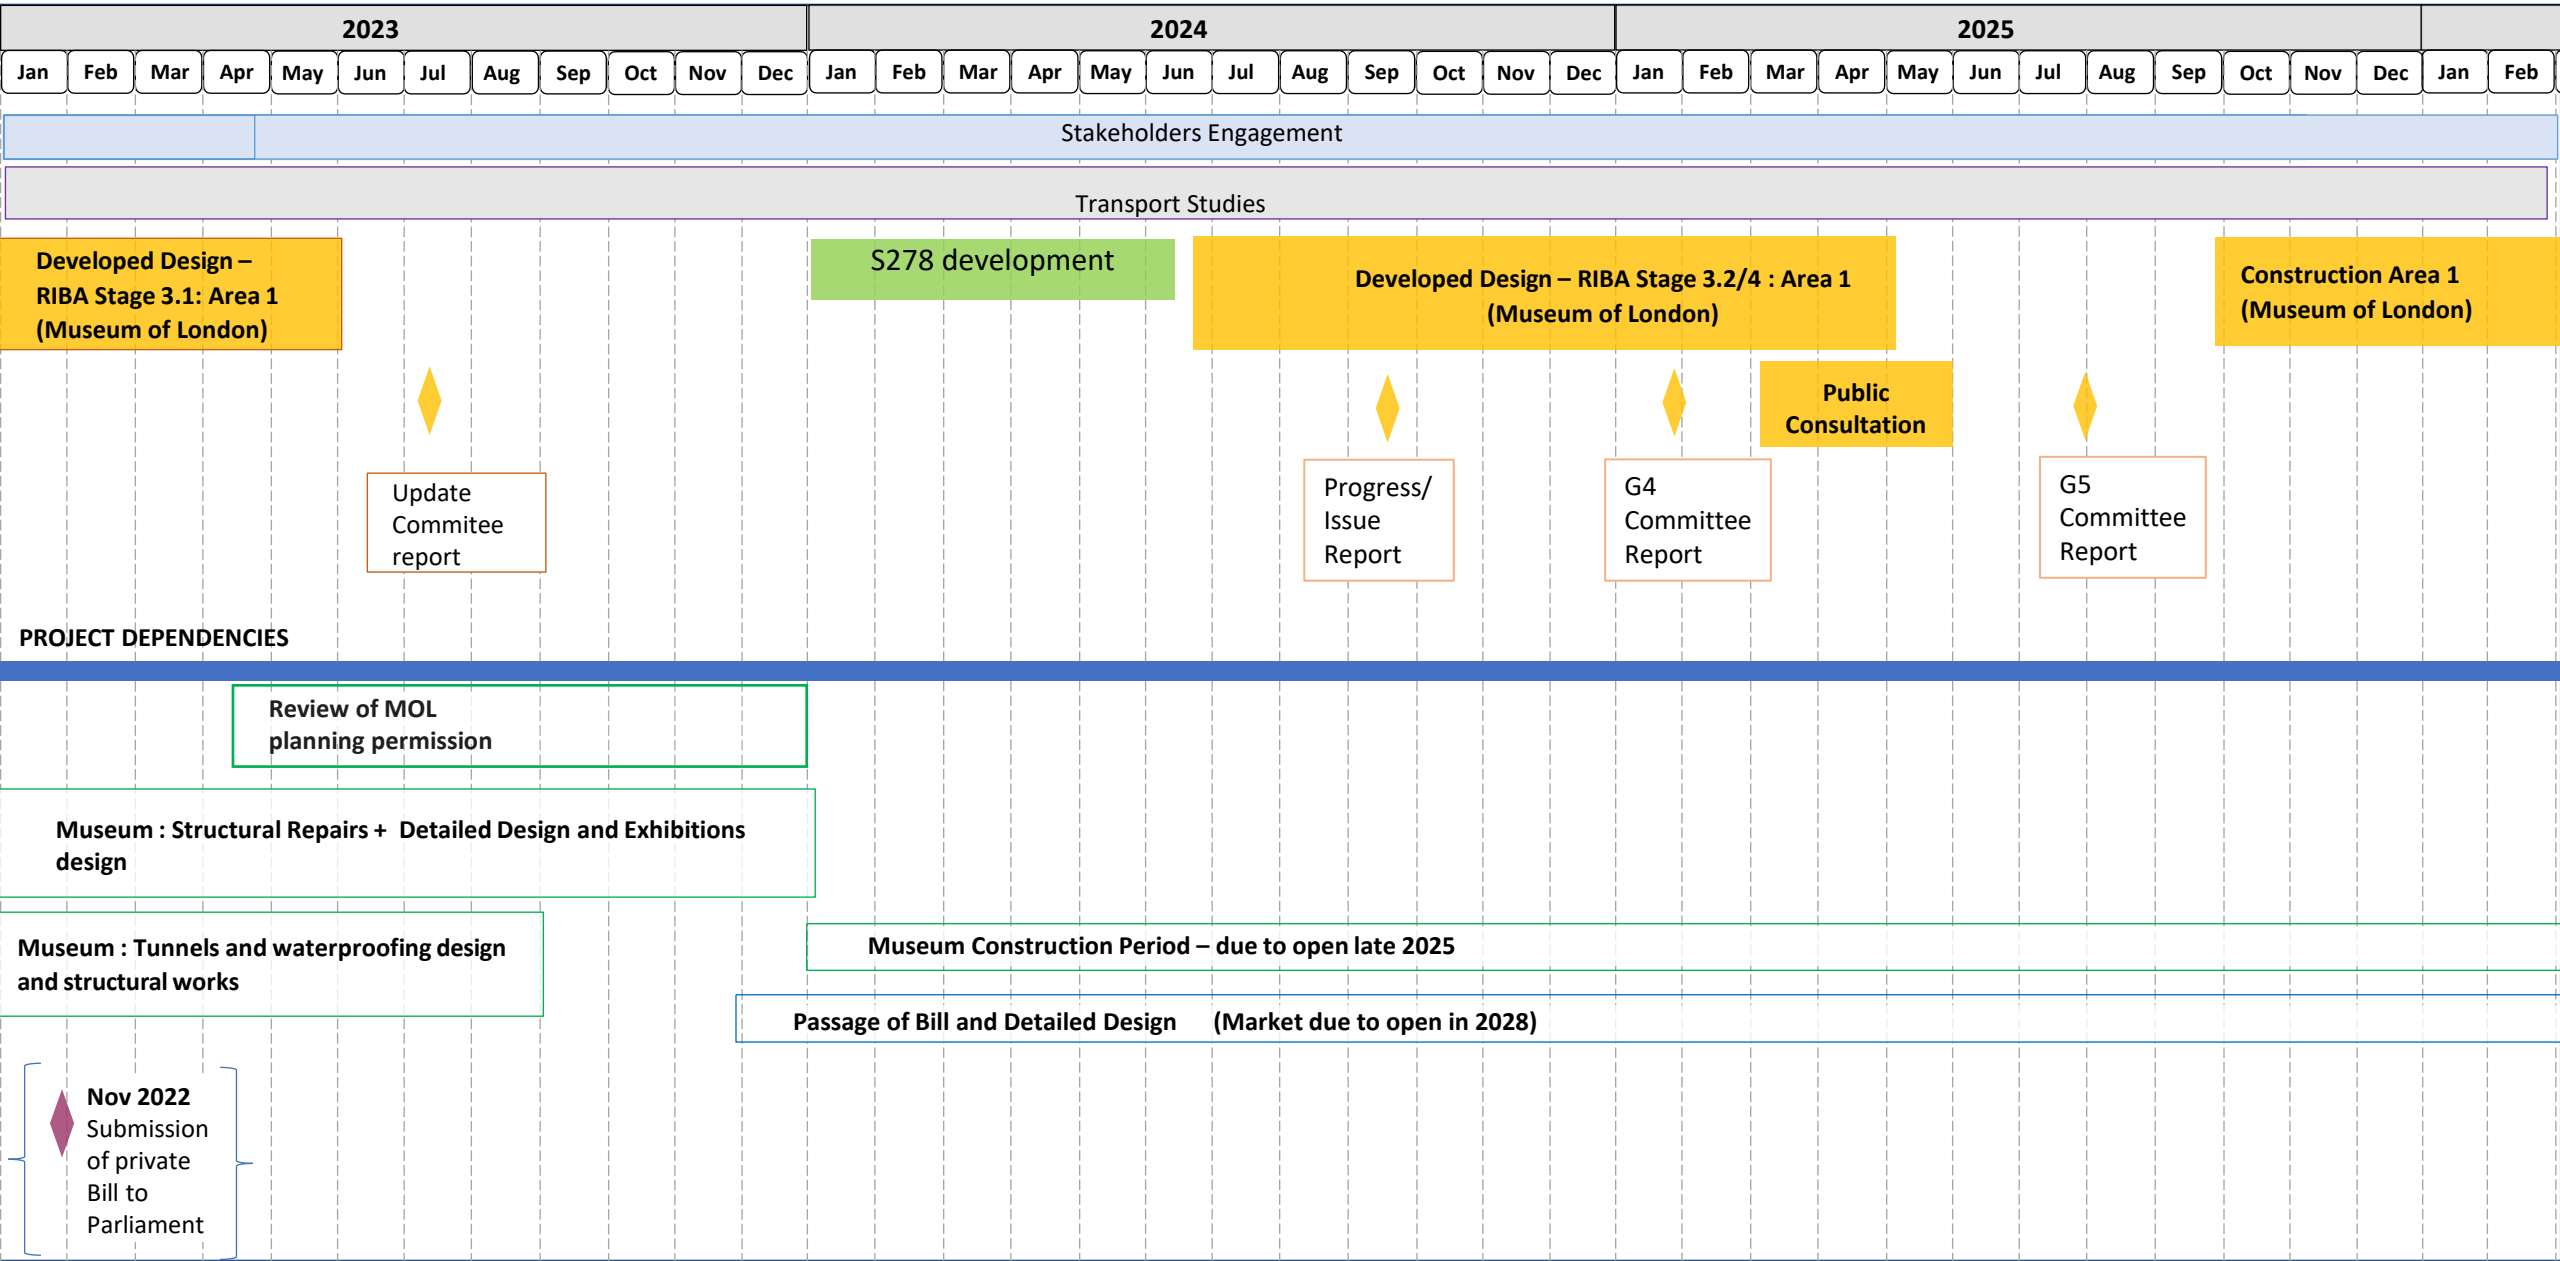 2023 2024 2025
Jan Feb Mar Apr May Jun Jul Aug Sep Oct Nov Dec Jan Feb Mar Apr May Jun Jul Aug Sep Oct Nov Dec Jan Feb Mar Apr May Jun Jul Aug Sep Oct Nov Dec Jan Feb
Stakeholders Engagement
Transport Studies
Developed Design –
RIBA Stage 3.1: Area 1
(Museum of London)
S278 development
Developed Design – RIBA Stage 3.2/4 : Area 1
(Museum of London)
Construction Area 1
(Museum of London)
Public
Consultation
Update
Commitee
report
Progress/
Issue
Report
G4
Committee
Report
G5
Committee
Report
PROJECT DEPENDENCIES
Review of MOL
planning permission
Museum : Structural Repairs + Detailed Design and Exhibitions
design
Museum : Tunnels and waterproofing design
and structural works
Museum Construction Period – due to open late 2025
Passage of Bill and Detailed Design (Market due to open in 2028)
Nov 2022
Submission
of private
Bill to
Parliament